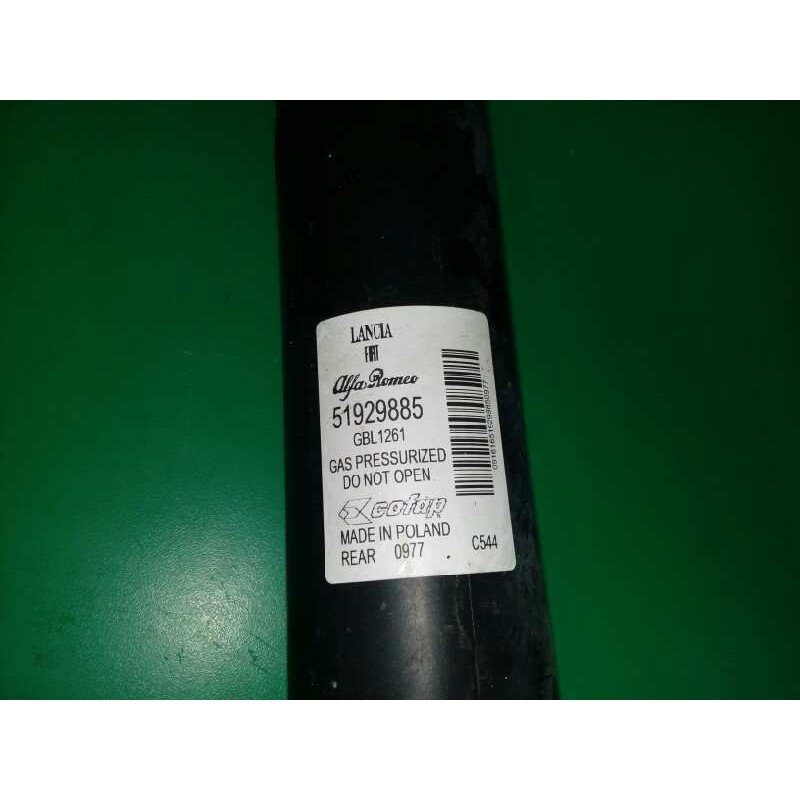 LANCIA
FIAT
Alfa Romeo
51929885
GBL1261
GAS PRESSURIZED
DO NOT OPEN
cofap
MADE IN POLAND
REAR 0977 C544